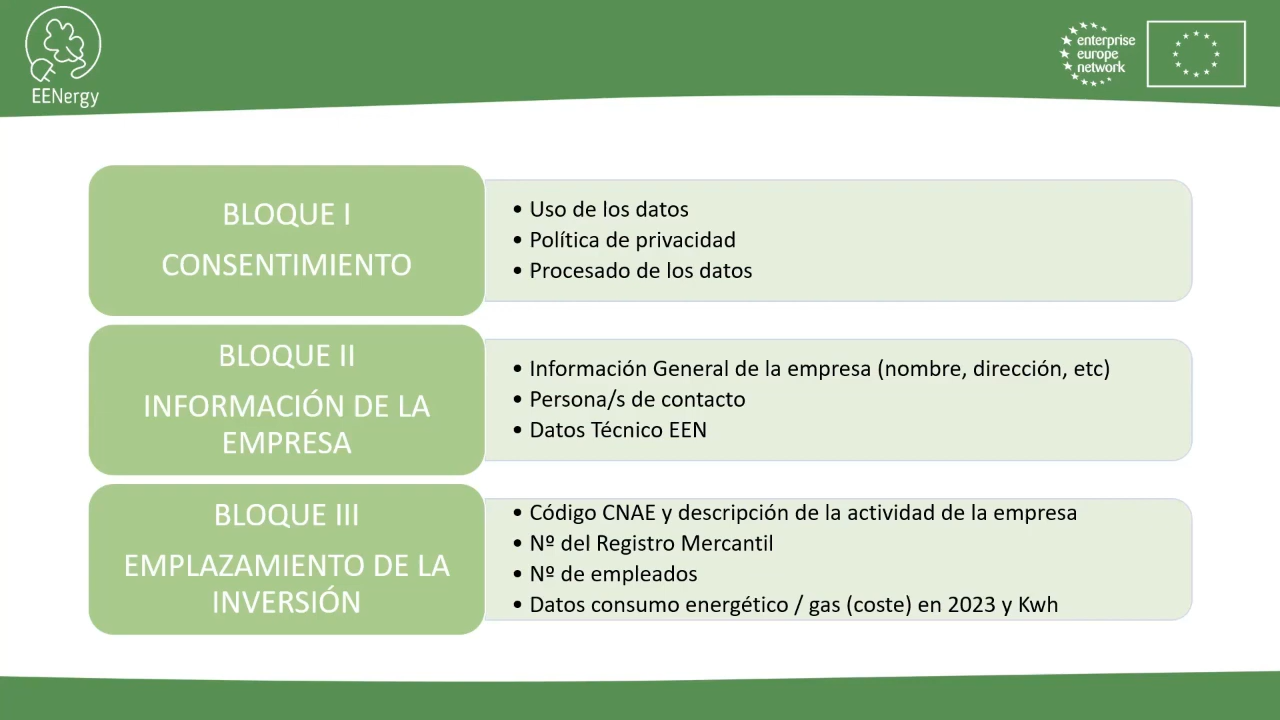 EENergy
enterprise
europe
network
BLOQUE I
CONSENTIMIENTO
• Uso de los datos
• Política de privacidad
• Procesado de los datos
BLOQUE II
INFORMACIÓN DE LA
EMPRESA
• Información General de la empresa (nombre, dirección, etc)
• Persona/s de contacto
• Datos Técnico EEN
BLOQUE III
EMPLAZAMIENTO DE LA
INVERSIÓN
• Código CNAE y descripción de la actividad de la empresa
• Nº del Registro Mercantil
• Nº de empleados
• Datos consumo energético / gas (coste) en 2023 y Kwh